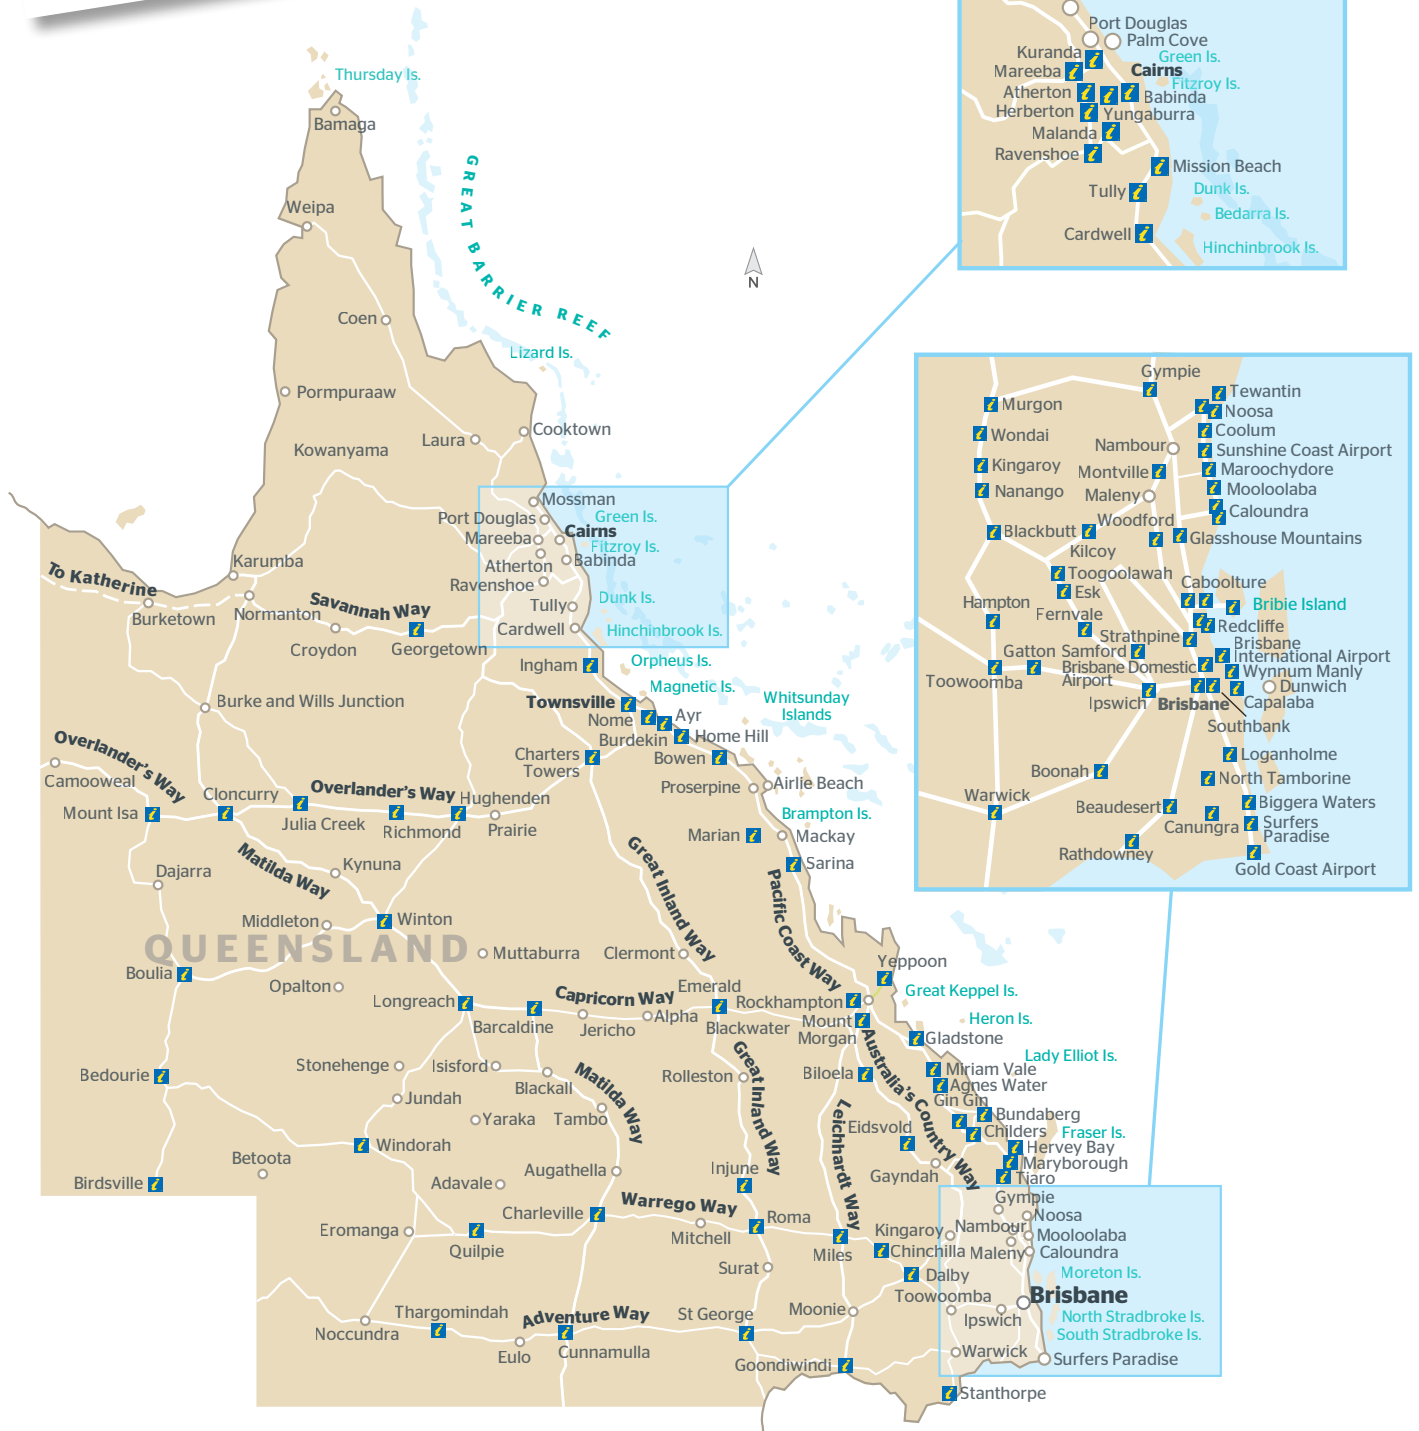 Thursday Is.
Bamaga
GREAT BARRIER REEF
Weipa
N
Coen
Lizard Is.
Pormpuraaw
Cooktown
Laura
Kowanyama
Mossman
Port Douglas
Green Is.
Cairns
Mareeba
Fitzroy Is.
Babinda
Atherton
Ravenshoe
Karumba
To Katherine
Savannah Way
Dunk Is.
Tully
Normanton
Burketown
Cardwell
Hinchinbrook Is.
Croydon
Georgetown
Ingham
Orpheus Is.
Magnetic Is.
Burke and Wills Junction
Townsville
Whitsunday
Islands
Nome
Ayr
Burdekin
Home Hill
Overlander's Way
Charters
Towers
Bowen
Camooweal
Cloncurry
Overlander's Way
Hughenden
Proserpine
Airlie Beach
Mount Isa
Julia Creek
Richmond
Prairie
Brampton Is.
Marian
Mackay
Matilda Way
Kynuna
Great Inland Way
Sarina
Dajarra
Pacific Coast Way
Middleton
Winton
QUEENSLAND
Muttaburra
Clermont
Yeppoon
Boulia
Opalton
Emerald
Great Keppel Is.
Longreach
Capricorn Way
Rockhampton
Barcaldine
Jericho
Alpha
Blackwater
Mount
Morgan
Heron Is.
Gladstone
Australia's Country Way
Great Inland Way
Lady Elliot Is.
Stonehenge
Isisford
Matilda Way
Rolleston
Biloela
Miriam Vale
Bedourie
Blackall
Agnes Water
Jundah
Leichhardt Way
Gin Gin
Yaraka
Tambo
Bundaberg
Eidsvold
Childers
Fraser Is.
Windorah
Hervey Bay
Betoota
Maryborough
Birdsville
Adavale
Augathella
Injune
Gayndah
Tiaro
Gympie
Charleville
Warrego Way
Roma
Noosa
Eromanga
Mitchell
Kingaroy
Nambour
Mooloolaba
Quilpie
Miles
Chinchilla
Maleny
Caloundra
Surat
Dalby
Moreton Is.
Toowoomba
Brisbane
Thargomindah
Adventure Way
St George
Moonie
Ipswich
North Stradbroke Is.
Noccundra
South Stradbroke Is.
Eulo
Cunnamulla
Goondiwindi
Warwick
Surfers Paradise
Stanthorpe
Port Douglas
Palm Cove
Kuranda
Green Is.
Mareeba
Cairns
Fitzroy Is.
Atherton
Babinda
Herberton
Yungaburra
Malanda
Ravenshoe
Mission Beach
Tully
Dunk Is.
Bedarra Is.
Cardwell
Hinchinbrook Is.
Gympie
Tewantin
Murgon
Noosa
Coolum
Wondai
Nambour
Sunshine Coast Airport
Kingaroy
Montville
Maroochydore
Nanango
Maleny
Mooloolaba
Caloundra
Woodford
Blackbutt
Glasshouse Mountains
Kilcoy
Toogoolawah
Caboolture
Esk
Hampton
Bribie Island
Fernvale
Redcliffe
Strathpine
Brisbane
International Airport
Gatton
Samford
Brisbane Domestic
Airport
Wynnum Manly
Toowoomba
Dunwich
Ipswich
Brisbane
Capalaba
Southbank
Loganholme
Boonah
North Tamborine
Warwick
Beaudesert
Biggera Waters
Canungra
Surfers
Paradise
Rathdowney
Gold Coast Airport